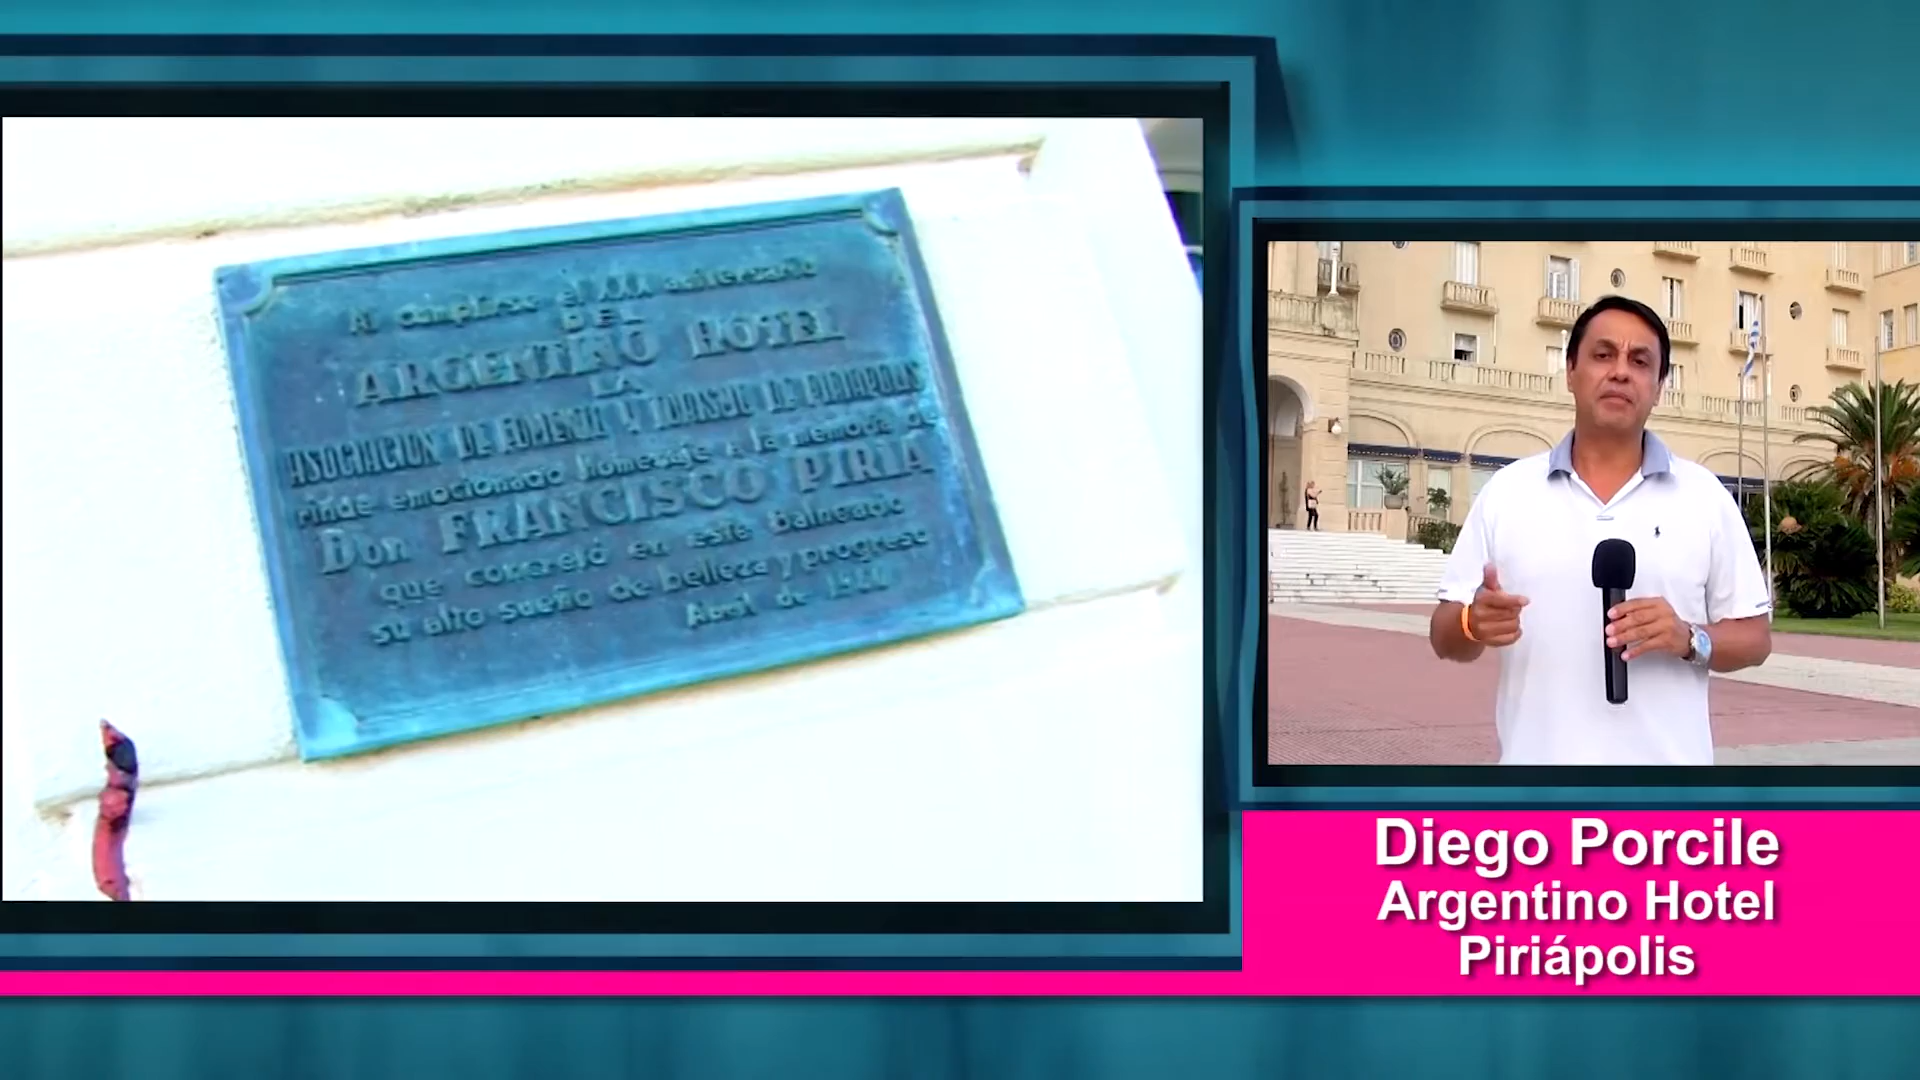 Al cumplirse el XXX aniversario
DEL
ARGENTINO HOTEL
LA
ASOCIACION DE FOMENTO Y TURISMO DE PIRIAPOLIS
rinde emocionado homenaje a la memoria de
Don FRANCISCO PIRIA
que concretó en este balneario
su alto sueño de belleza y progreso
Abril de
Diego Porcile
Argentino Hotel
Piriápolis